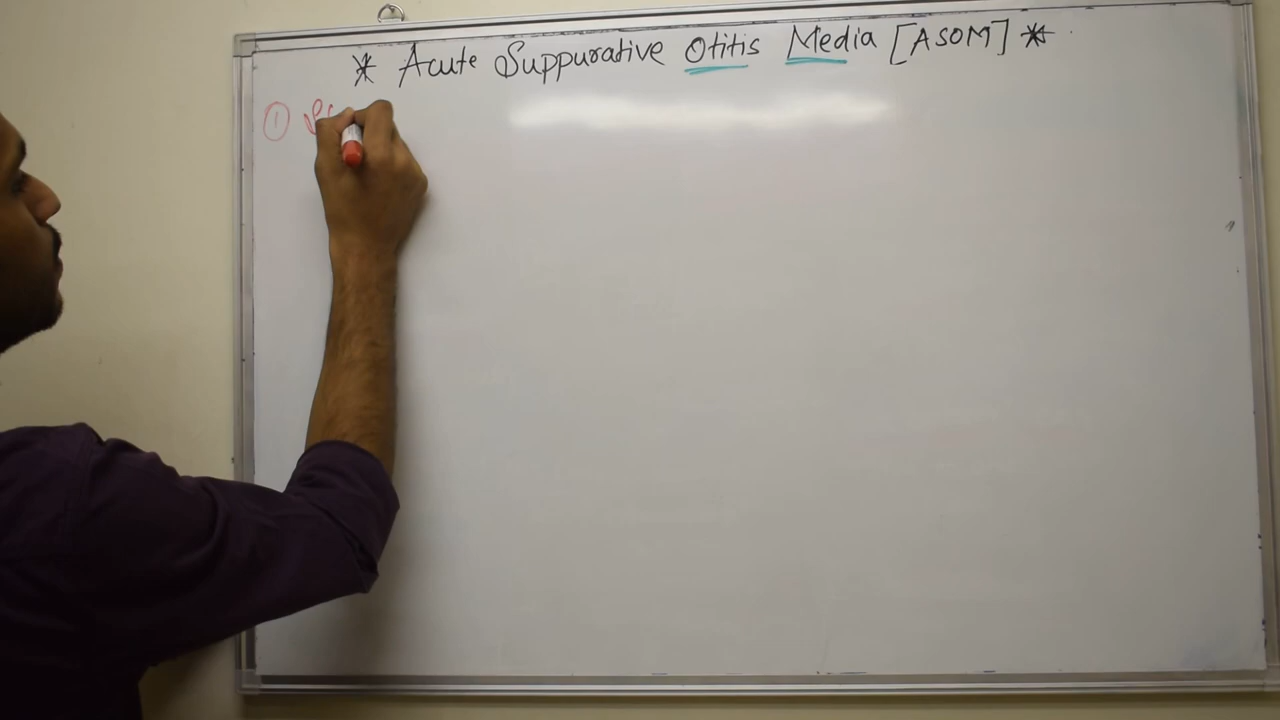 * Acute Suppurative Otitis Media [ASOM] *
①